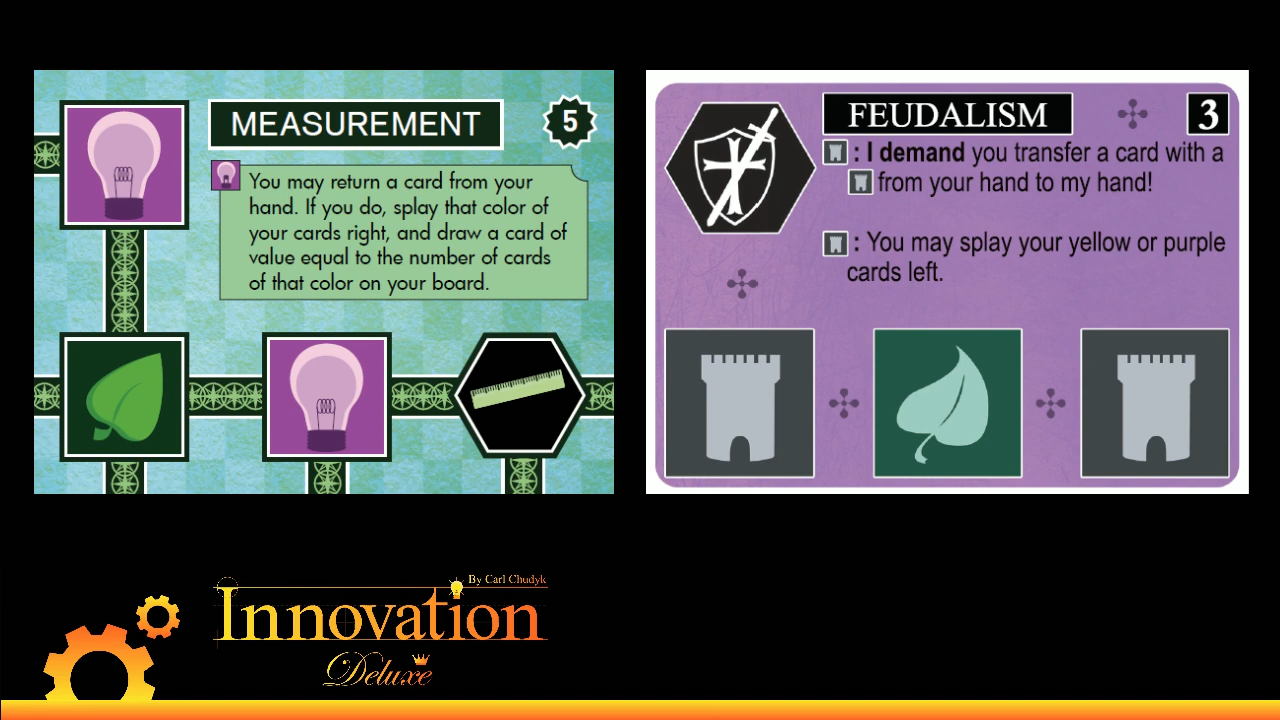 MEASUREMENT
5
You may return a card from your
hand. If you do, splay that color of
your cards right, and draw a card of
value equal to the number of cards
of that color on your board.
FEUDALISM
3
: I demand you transfer a card with a
from your hand to my hand!
: You may splay your yellow or purple
cards left.
By Carl Chudyk
Innovation
Deluxe